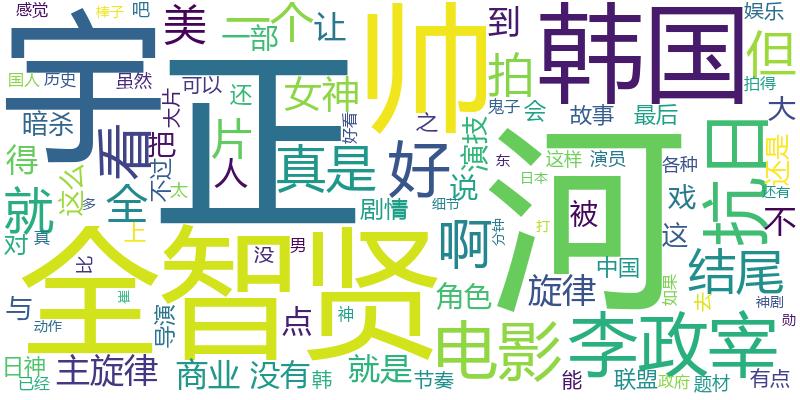 感觉 棒子 吧 美 一部 个 让 到 娱乐
宇 正 帅 韩国 但
国人 历史 虽然 可以 大片 女神 拍 拍得
暗杀 看 把 还 片 好看 之 鬼子 会 故事 最后 大
得 这么 不过 人 真是 好 演技 说 这样 演员 各种 抗日 还是
就 全 太 剧情 细节 东 日本 河 被 戏 不 还有
对 真 多 上 啊 分钟 打 这 结尾
全智贤 没 男 角色 旋律 中国 如果 去 神剧
与 比 里 导演 点 神 电影 李政宰 勋
动作 日神 已经 主旋律 商业 没有 韩 就是 节奏 能 联盟 政府 题材 有点